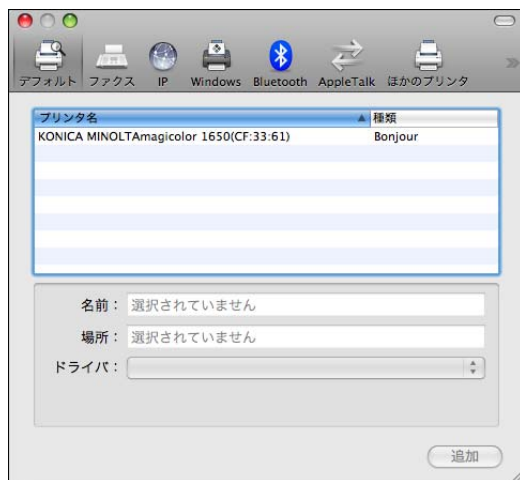 デフォルト ファクス IP Windows Bluetooth AppleTalk ほかのプリンタ
プリンタ名 種類
KONICA MINOLTAmagicolor 1650(CF:33:61) Bonjour
名前： 選択されていません
場所： 選択されていません
ドライバ：
追加